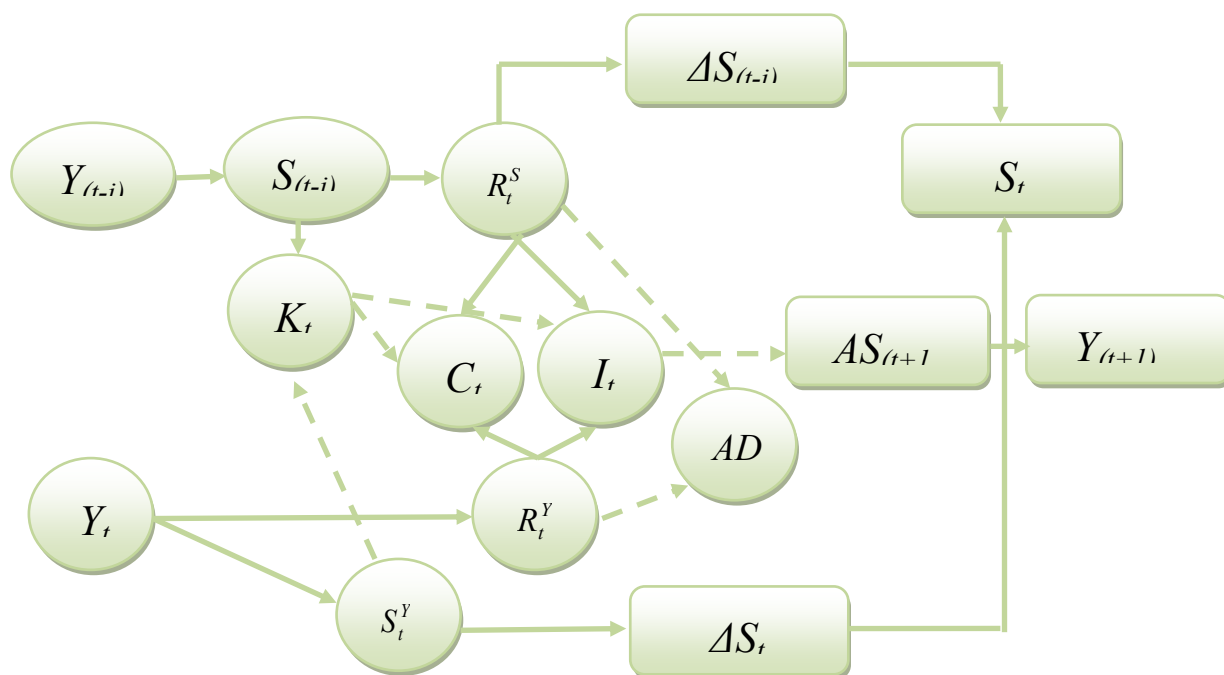 ΔS(t-i)
Y(t-i)
S(t-i)
R_t^S
S_t
K_t
C_t
I_t
AS(t+1
Y(t+1)
AD
Y_t
R_t^Y
S_t^Y
ΔS_t